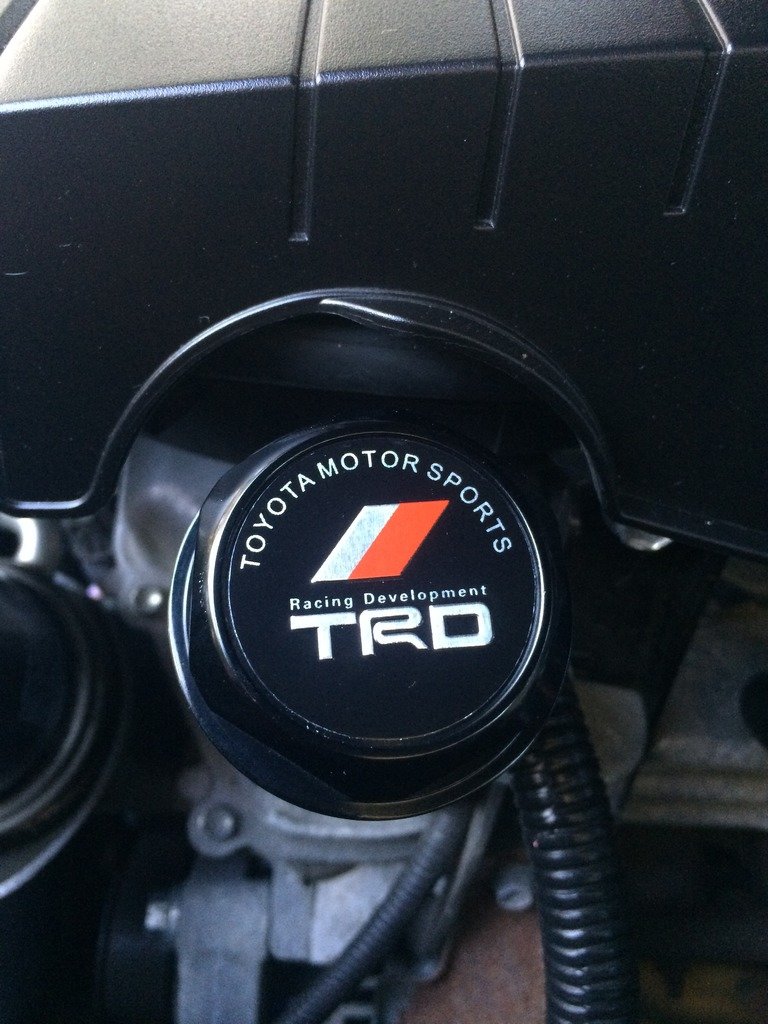 TOYOTA MOTOR SPORTS
Racing Development
TRD